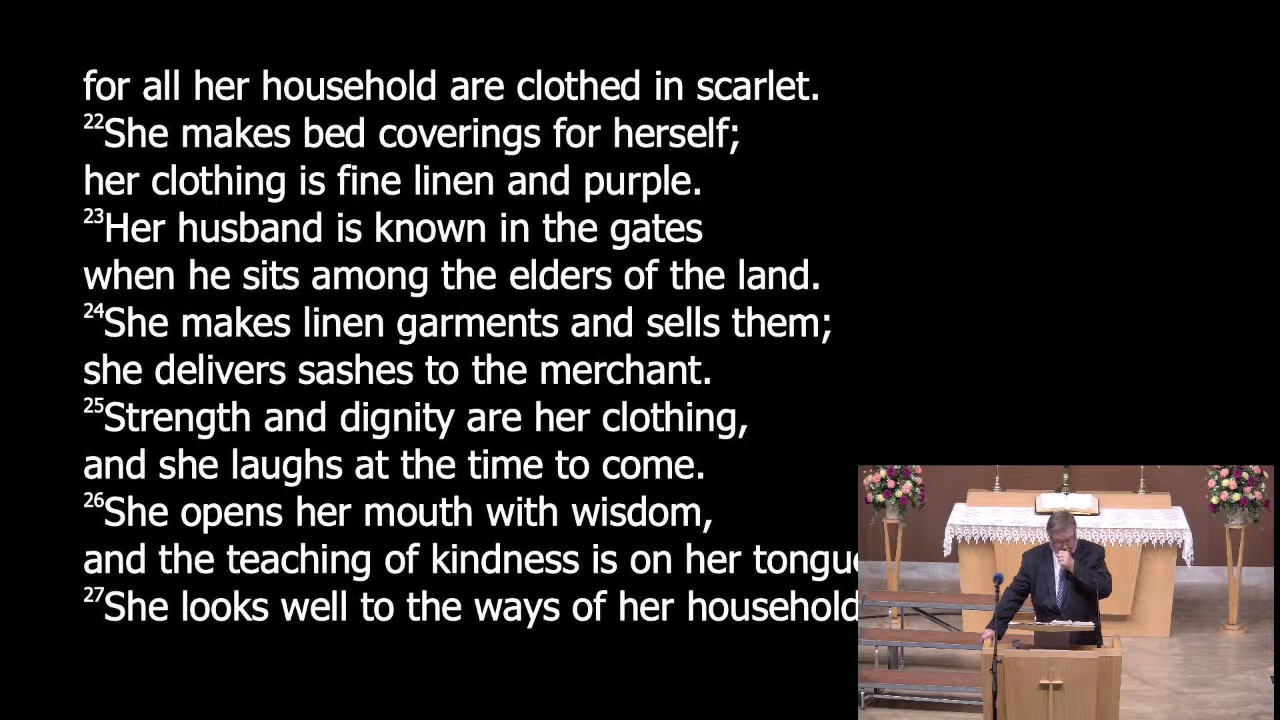 for all her household are clothed in scarlet.
22She makes bed coverings for herself;
her clothing is fine linen and purple.
23Her husband is known in the gates
when he sits among the elders of the land.
24She makes linen garments and sells them;
she delivers sashes to the merchant.
25Strength and dignity are her clothing,
and she laughs at the time to come.
26She opens her mouth with wisdom,
and the teaching of kindness is on her tongue
27She looks well to the ways of her household